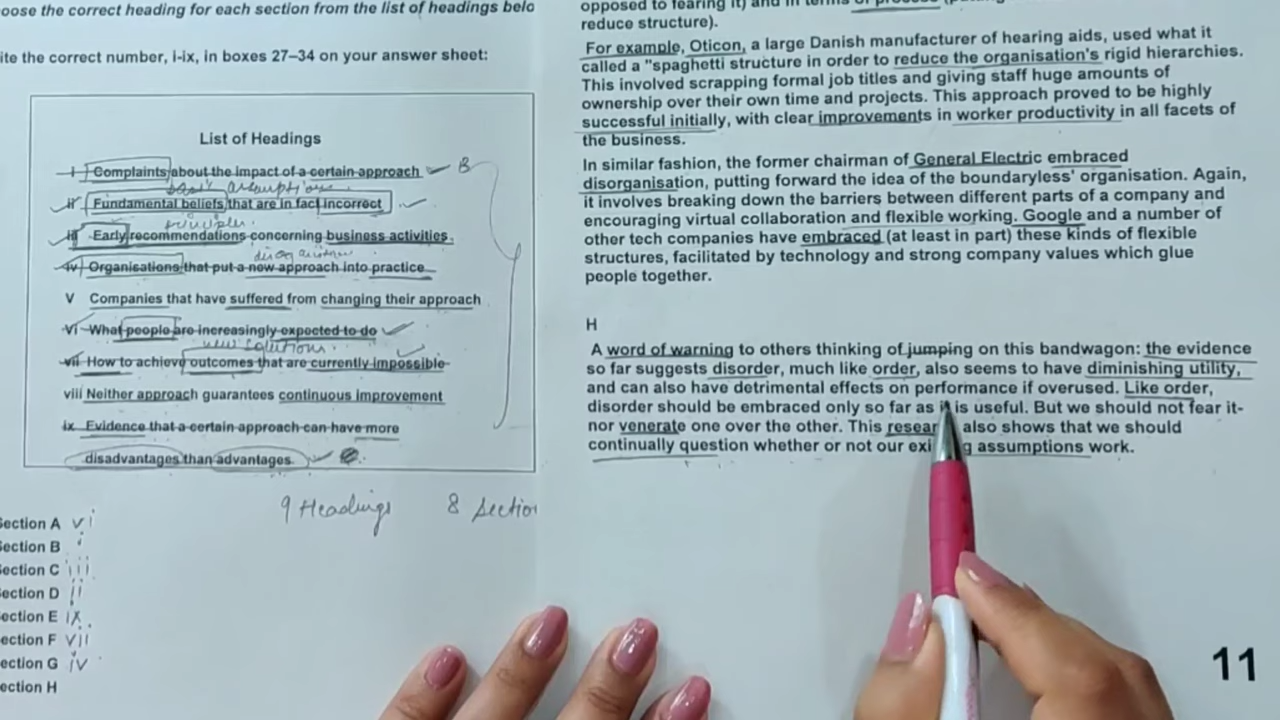 oose the correct heading for each section from the list of headings belo
ite the correct number, i-ix, in boxes 27–34 on your answer sheet:
List of Headings
i Complaints about the impact of a certain approach B
basic assumptions
ii Fundamental beliefs that are in fact incorrect
principles
iii Early recommendations concerning business activities.
iv Organisations that put a new approach into practice
V Companies that have suffered from changing their approach
Vi What people are increasingly expected to do
new solutions.
vii How to achieve outcomes that are currently impossible
viii Neither approach guarantees continuous improvement
ix Evidence that a certain approach can have more
disadvantages than advantages.
9 Headings 8 Sectio
Section A vi
Section B i
Section C iii
Section D ii
Section E ix
ection F vii
ection G iv
ection H
opposed to fearing it) and in terms of process
reduce structure).
For example, Oticon, a large Danish manufacturer of hearing aids, used what it
called a "spaghetti structure in order to reduce the organisation's rigid hierarchies.
This involved scrapping formal job titles and giving staff huge amounts of
ownership over their own time and projects. This approach proved to be highly
successful initially, with clear improvements in worker productivity in all facets of
the business.
In similar fashion, the former chairman of General Electric embraced
disorganisation, putting forward the idea of the boundaryless' organisation. Again,
it involves breaking down the barriers between different parts of a company and
encouraging virtual collaboration and flexible working. Google and a number of
other tech companies have embraced (at least in part) these kinds of flexible
structures, facilitated by technology and strong company values which glue
people together.
H
A word of warning to others thinking of jumping on this bandwagon: the evidence
so far suggests disorder, much like order, also seems to have diminishing utility,
and can also have detrimental effects on performance if overused. Like order,
disorder should be embraced only so far as it is useful. But we should not fear it-
nor venerate one over the other. This resear also shows that we should
continually question whether or not our exi g assumptions work.
11